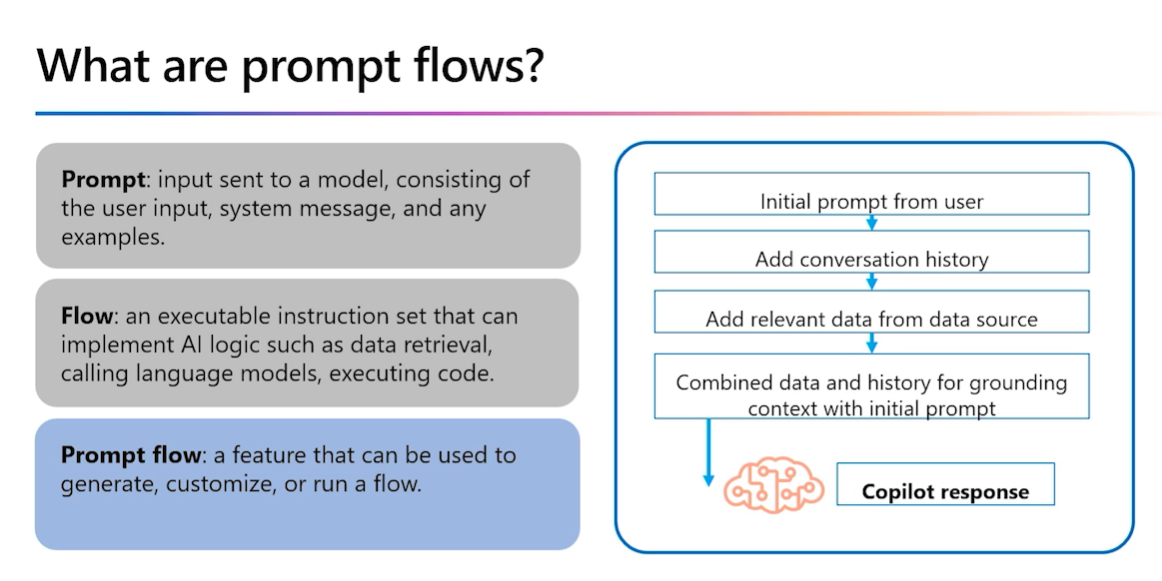 What are prompt flows?
Prompt: input sent to a model, consisting of
the user input, system message, and any
examples.
Flow: an executable instruction set that can
implement AI logic such as data retrieval,
calling language models, executing code.
Prompt flow: a feature that can be used to
generate, customize, or run a flow.
Initial prompt from user
Add conversation history
Add relevant data from data source
Combined data and history for grounding
context with initial prompt
Copilot response